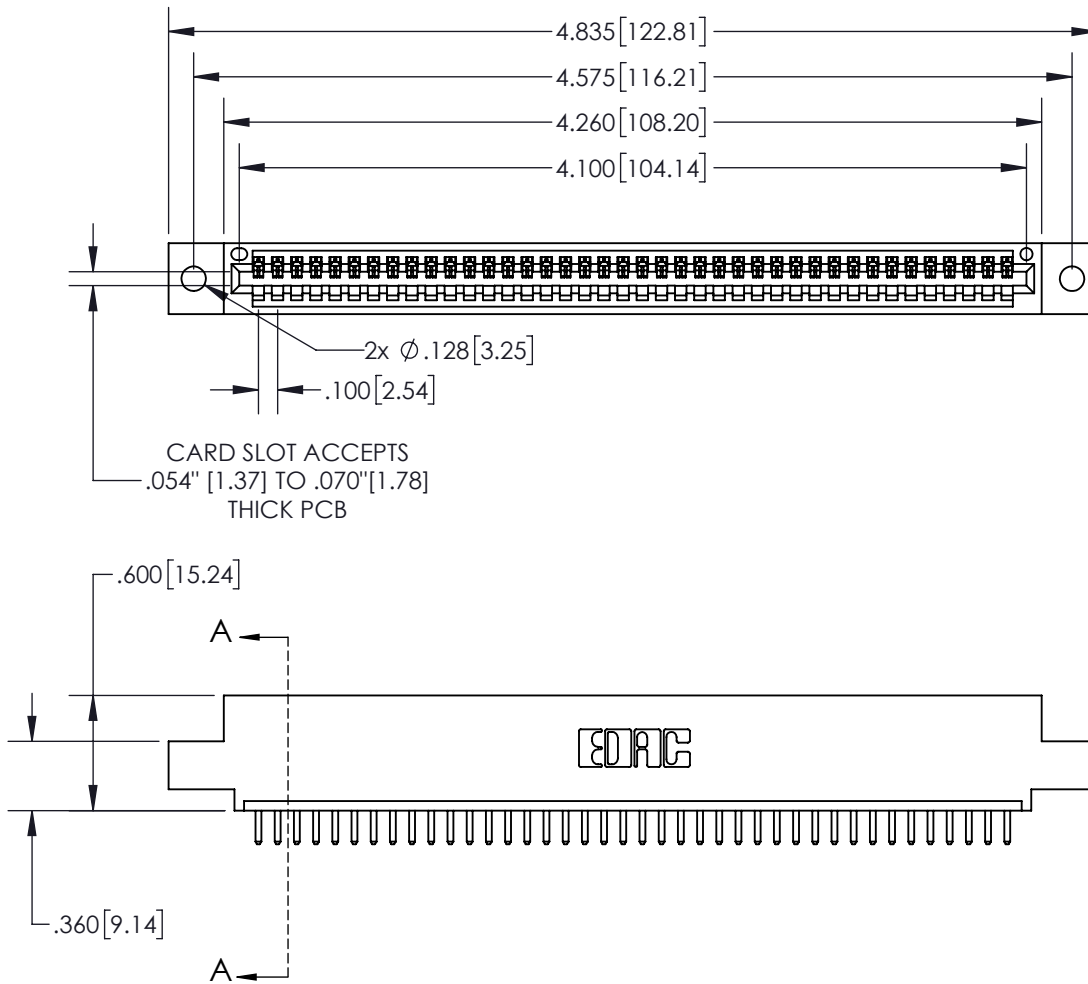 4.835[122.81]
4.575[116.21]
4.260[108.20]
4.100[104.14]
2x Ø.128[3.25]
.100[2.54]
CARD SLOT ACCEPTS
.054" [1.37] TO .070"[1.78]
THICK PCB
.600[15.24]
A
EDAC
.360[9.14]
A